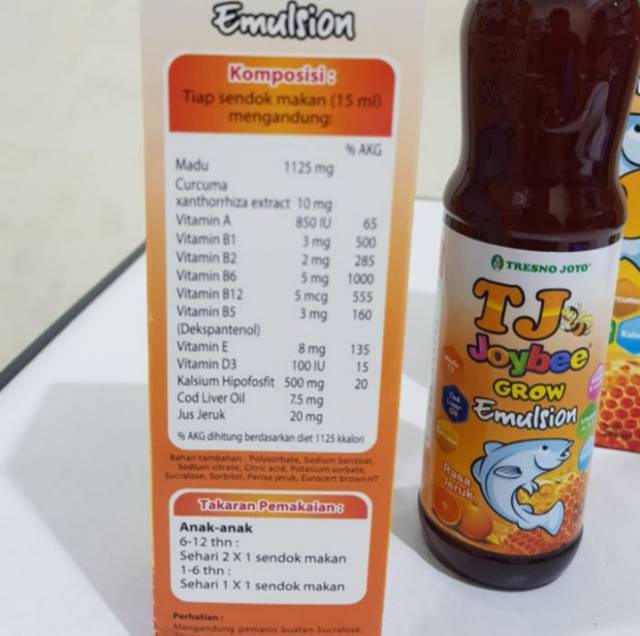 Emulsion
Komposisi :
Tiap sendok makan (15 ml)
mengandung:
% AKG
Madu 1125 mg
Curcuma
xanthorrhiza extract 10 mg
Vitamin A 850 IU 65
Vitamin B1 3 mg 500
Vitamin B2 2 mg 285
Vitamin B6 5 mg 1000
Vitamin B12 5 mcg 555
Vitamin B5 3 mg 160
(Dekspantenol)
Vitamin E 8 mg 135
Vitamin D3 100 IU 15
Kalsium Hipofosfit 500 mg 20
Cod Liver Oil 7.5 mg
Jus Jeruk 20 mg
% AKG dihitung berdasarkan diet 1125 kkalori
Bahan tambahan : Polysorbate, Sodium benzoat,
Sodium citrate, Citric acid, Potasium sorbate,
Sucralose, Sorbitol, Perisa jeruk, Eurocert brown HT
Takaran Pemakaian :
Anak-anak
6-12 thn :
Sehari 2 X 1 sendok makan
1-6 thn :
Sehari 1 X 1 sendok makan
Perhatian :
Mengandung pemanis buatan Sucralose.
TRESNO JOYO
TJ
Joybee
GROW
Emulsion
Cod
Liver
Oil
Rasa
Jeruk